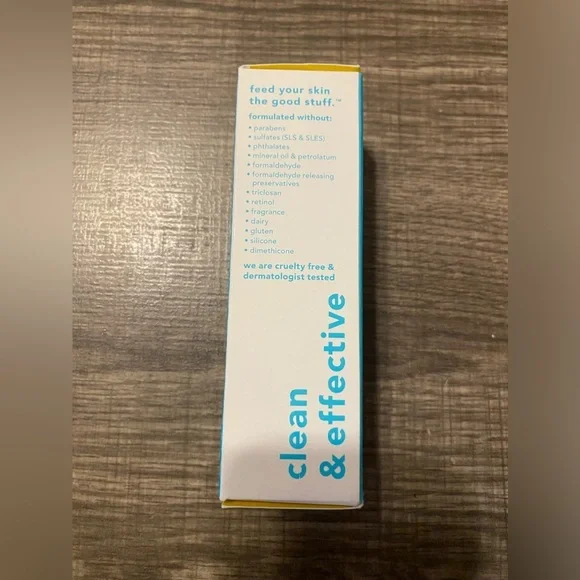 feed your skin
the good stuff.™
formulated without:
• parabens
• sulfates (SLS & SLES)
• phthalates
• mineral oil & petrolatum
• formaldehyde
• formaldehyde releasing
preservatives
• triclosan
• retinol
• fragrance
• dairy
• gluten
• silicone
• dimethicone
we are cruelty free &
dermatologist tested
clean
& effective